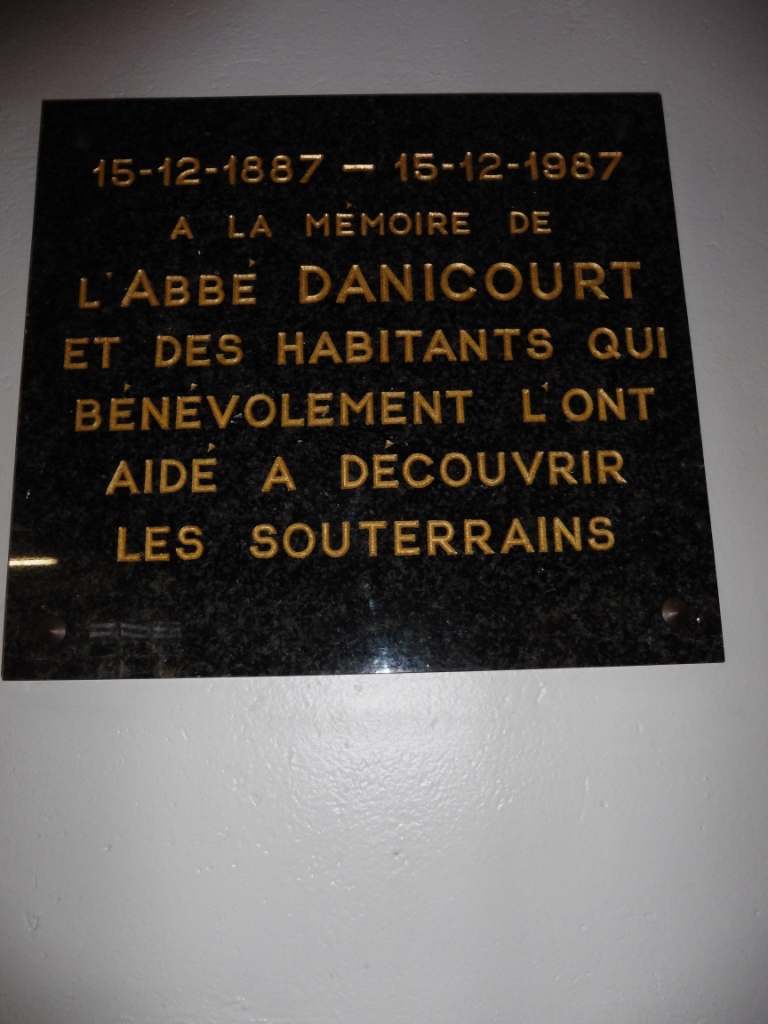 15-12-1887 — 15-12-1987
A LA MÉMOIRE DE
L'ABBÉ DANICOURT
ET DES HABITANTS QUI
BÉNÉVOLEMENT L'ONT
AIDÉ A DÉCOUVRIR
LES SOUTERRAINS